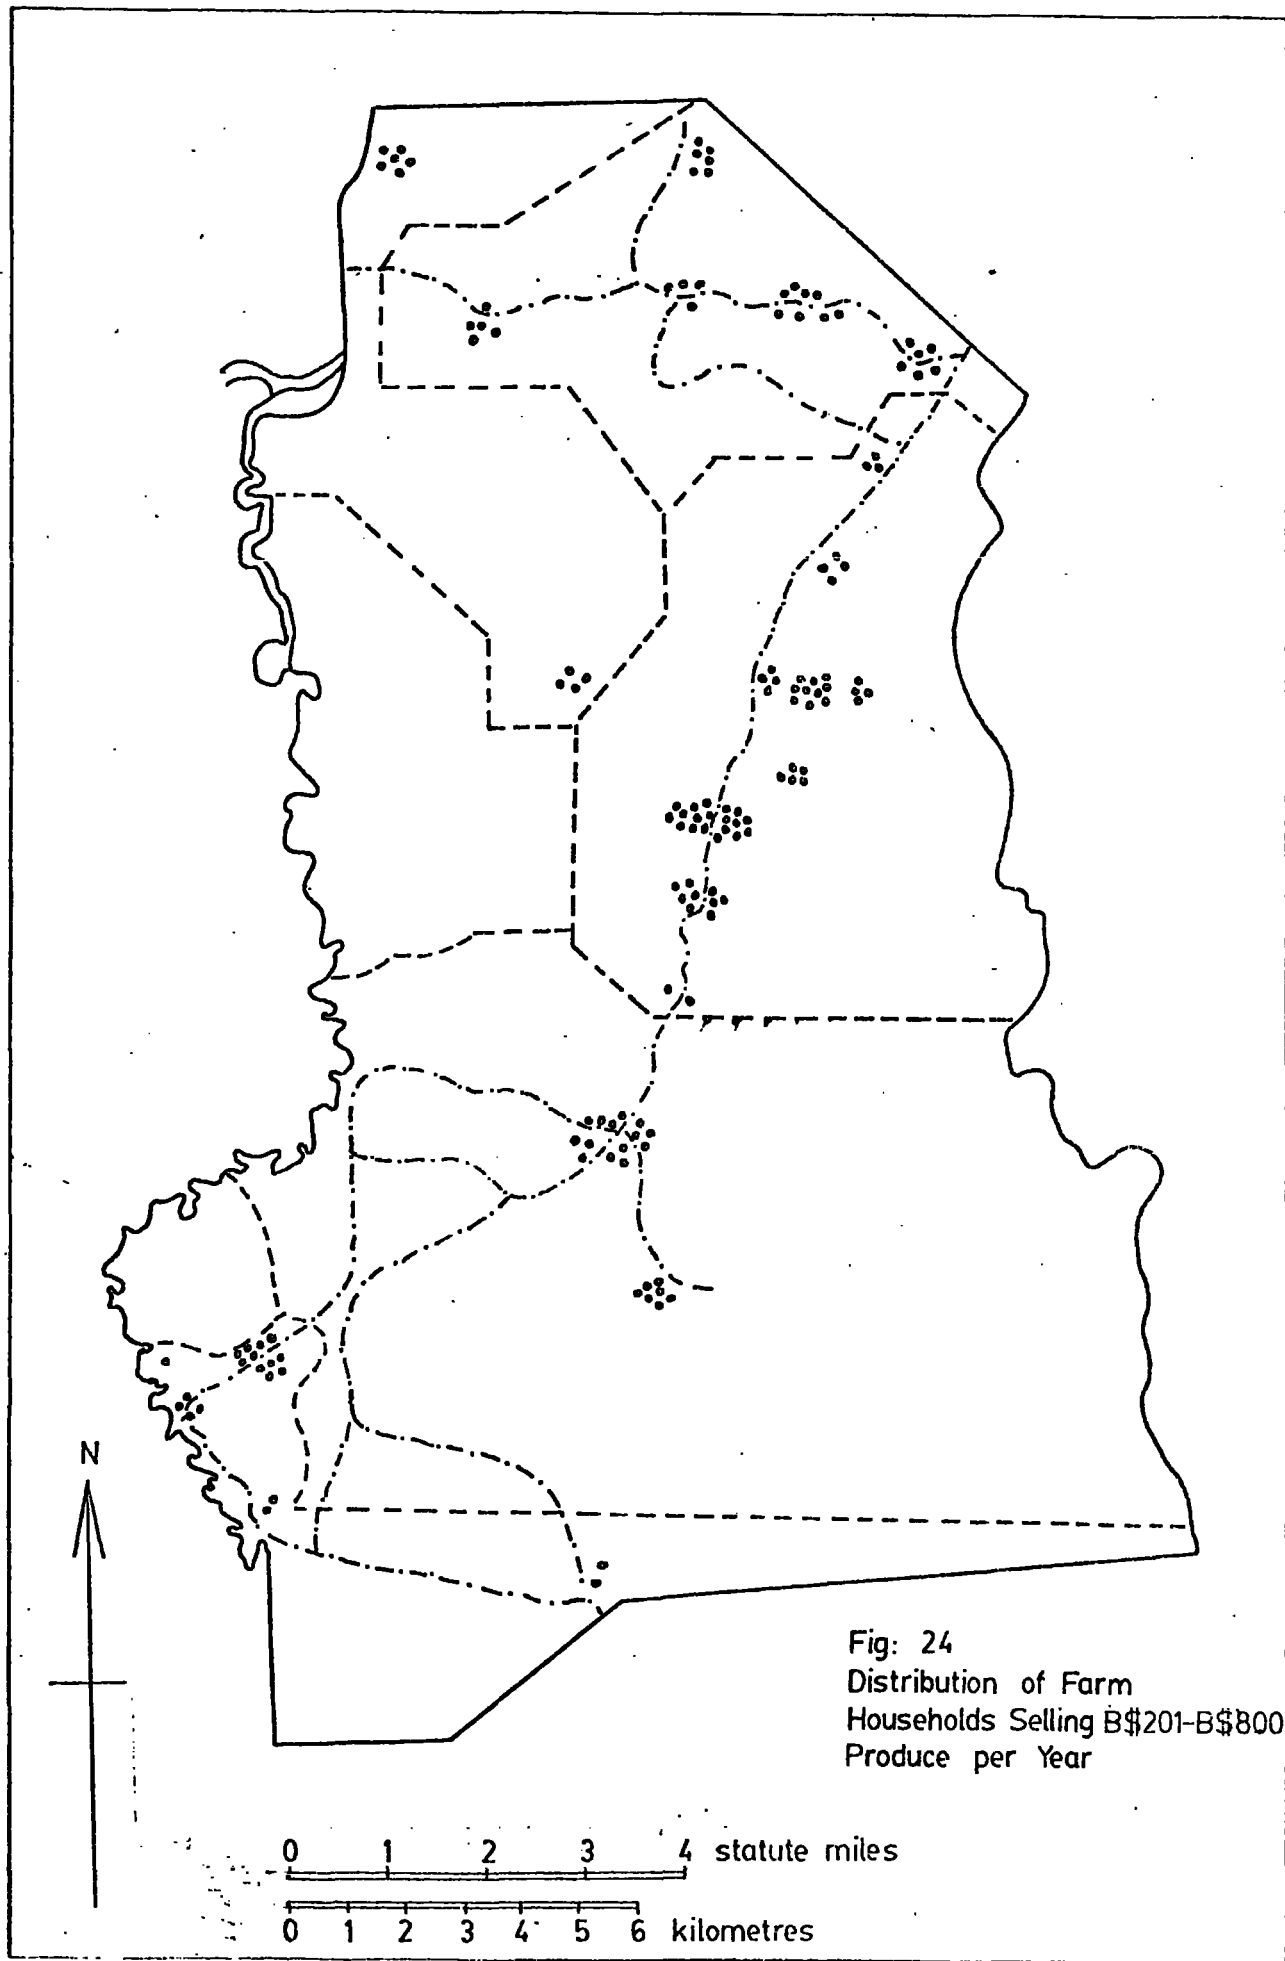 N
Fig: 24
Distribution of Farm
Households Selling B$201-B$800
Produce per Year
0 1 2 3 4 statute miles
0 1 2 3 4 5 6 kilometres